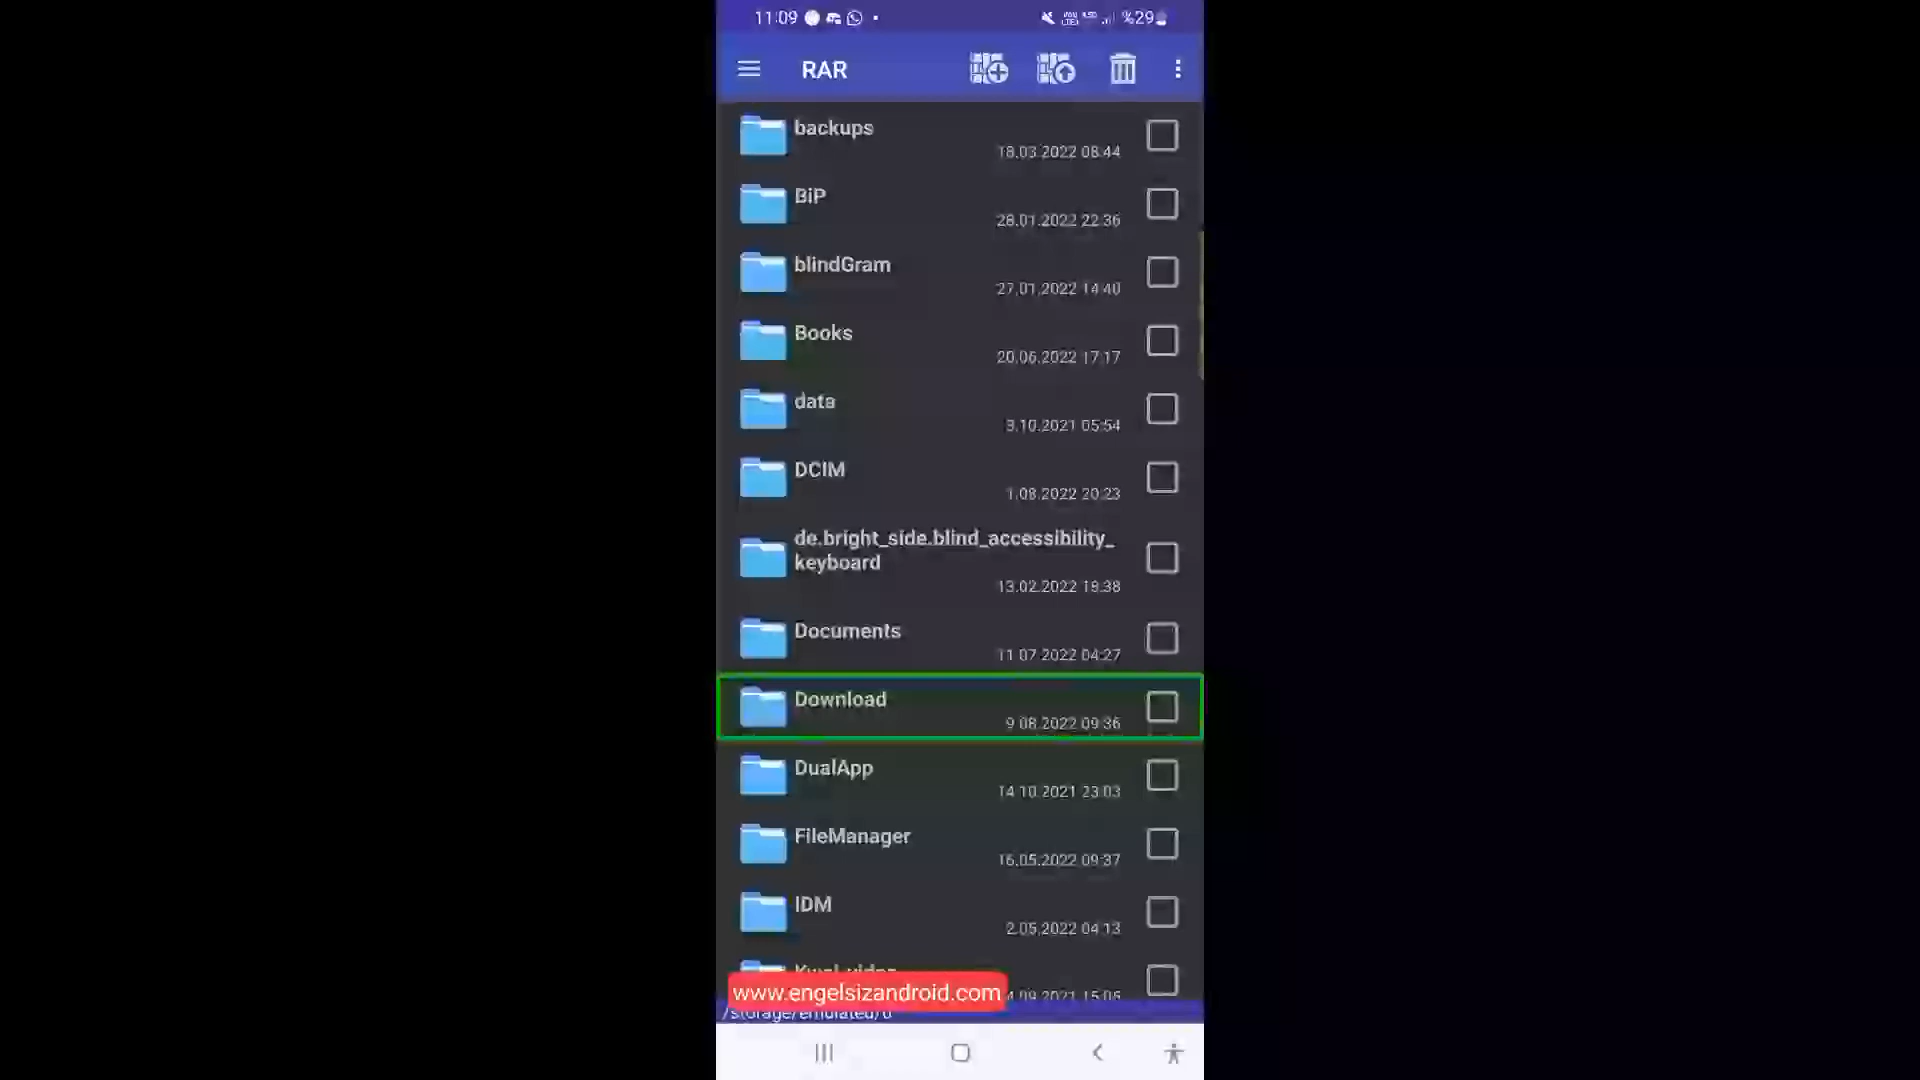 11:09 %29
RAR
backups
18.03.2022 08:44
BiP
28.01.2022 22:36
blindGram
27.01.2022 14:40
Books
20.06.2022 17:17
data
3.10.2021 05:54
DCIM
1.08.2022 20:23
de.bright_side.blind_accessibility_
keyboard
13.02.2022 18:38
Documents
11.07.2022 04:27
Download
9.08.2022 09:36
DualApp
14.10.2021 23:03
FileManager
16.05.2022 09:37
IDM
2.05.2022 04:13
www.engelsizandroid.com
/storage/emulated/0